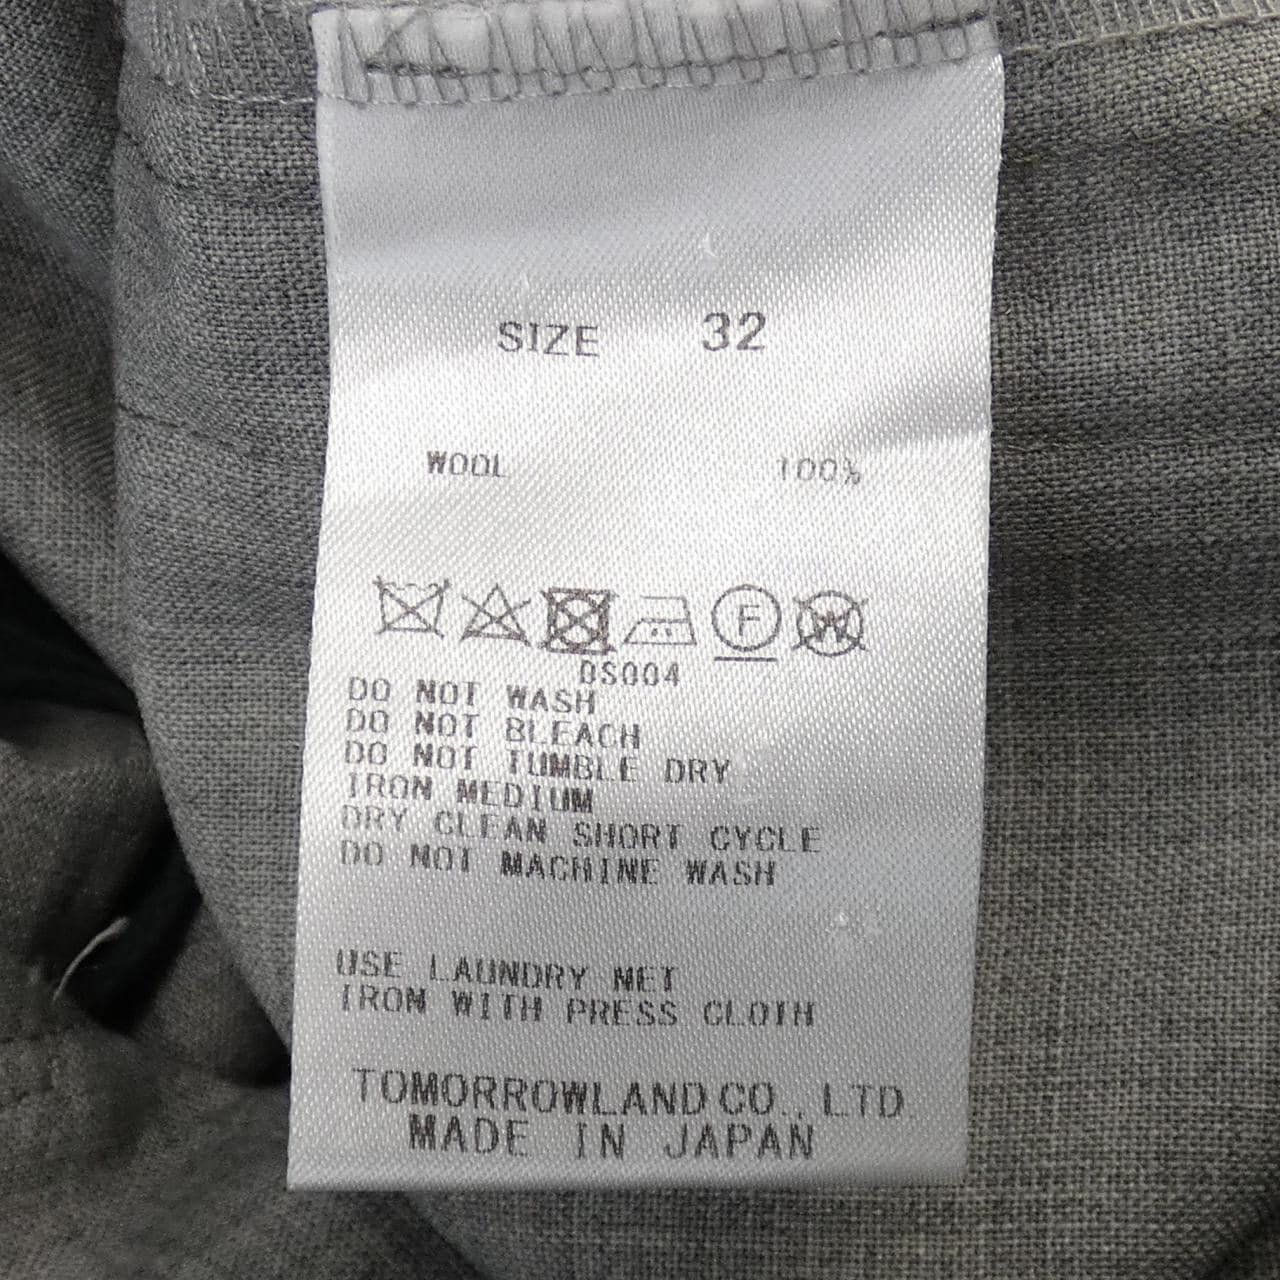 SIZE 32
WOOL 100%
F W
DS004
DO NOT WASH
DO NOT BLEACH
DO NOT TUMBLE DRY
IRON MEDIUM
DRY CLEAN SHORT CYCLE
DO NOT MACHINE WASH
USE LAUNDRY NET
IRON WITH PRESS CLOTH
TOMORROWLAND CO., LTD.
MADE IN JAPAN